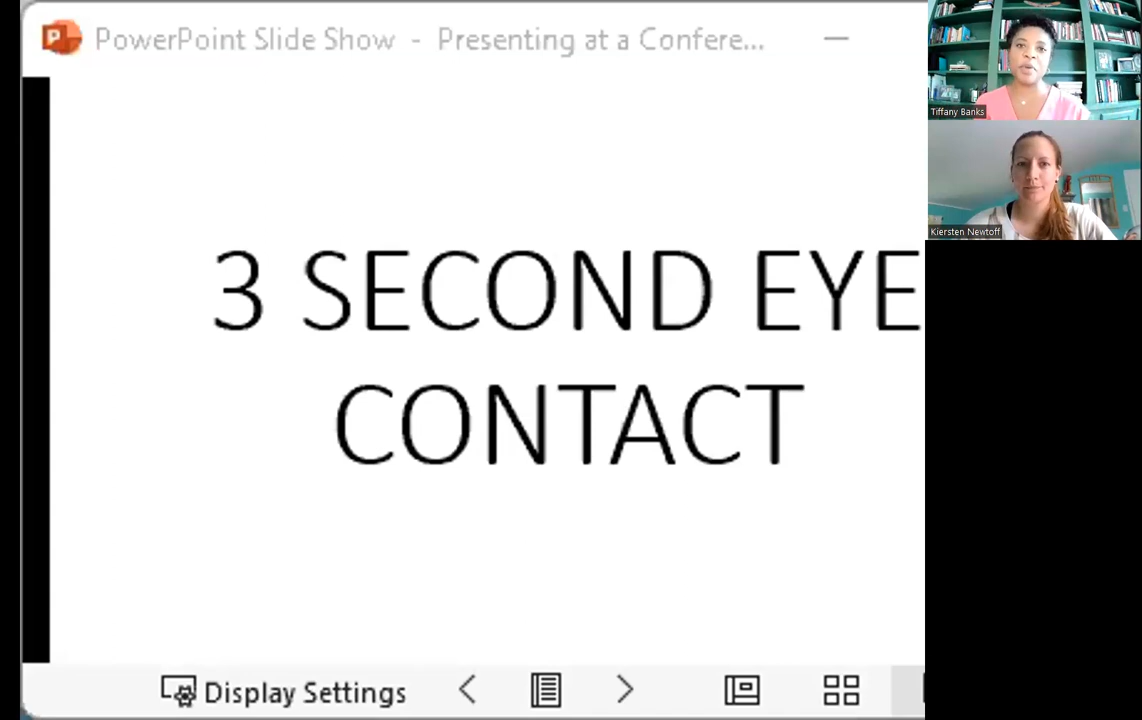 PowerPoint Slide Show - Presenting at a Confere...
Tiffany Banks
Kiersten Newtoff
3 SECOND EYE
CONTACT
Display Settings